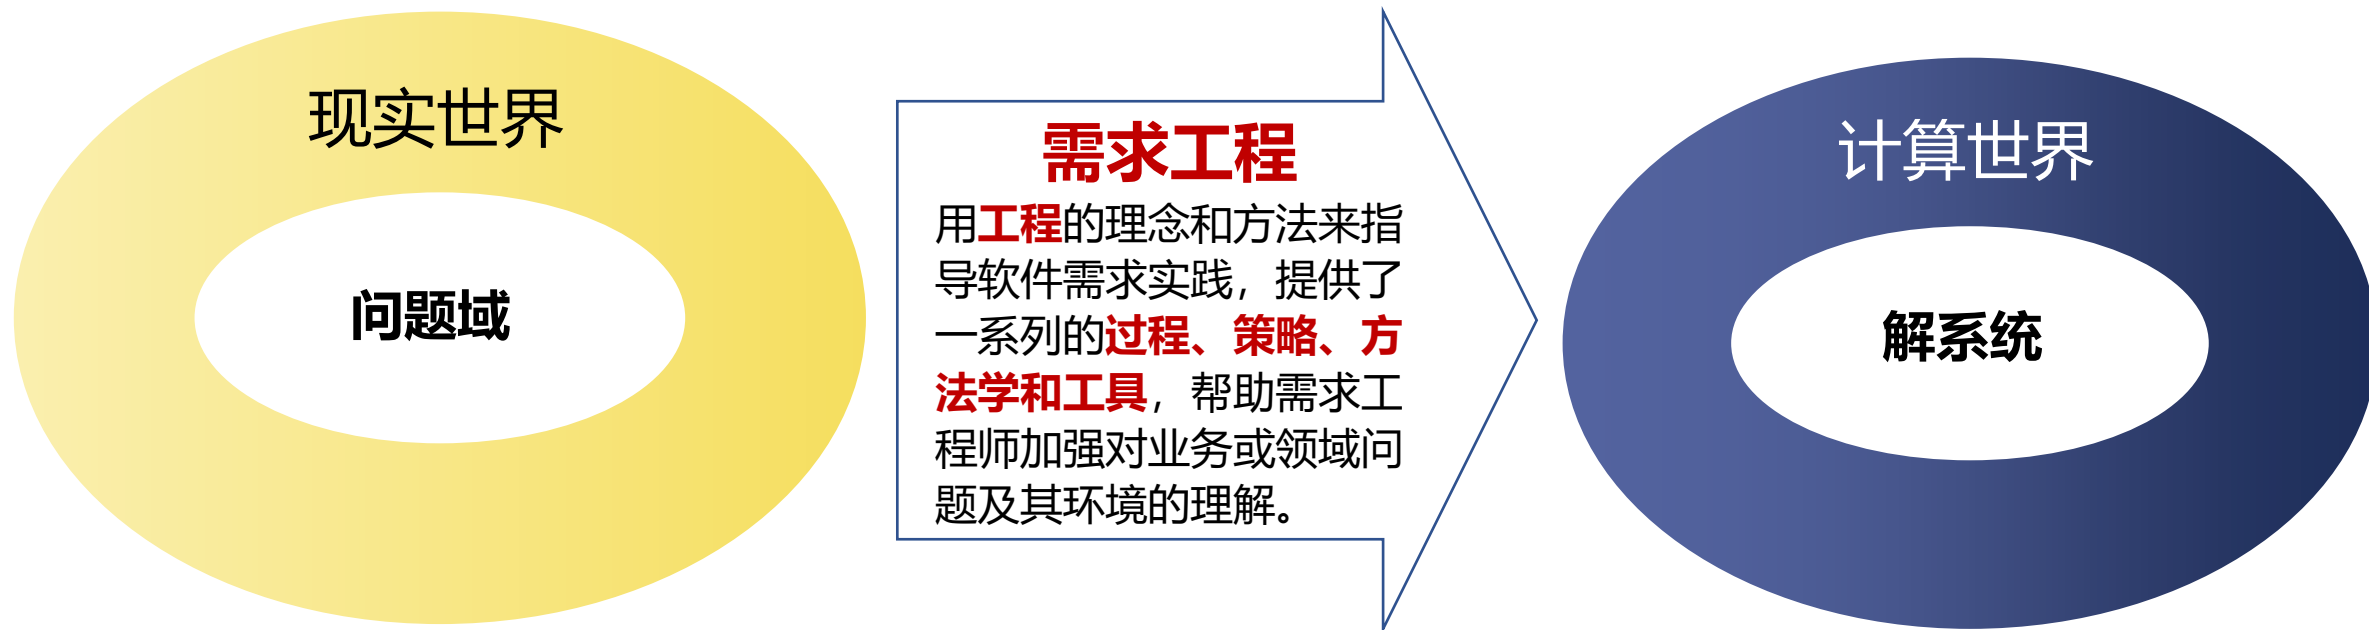 现实世界
问题域
需求工程
用工程的理念和方法来指
导软件需求实践，提供了
一系列的过程、策略、方
法学和工具，帮助需求工
程师加强对业务或领域问
题及其环境的理解。
计算世界
解系统